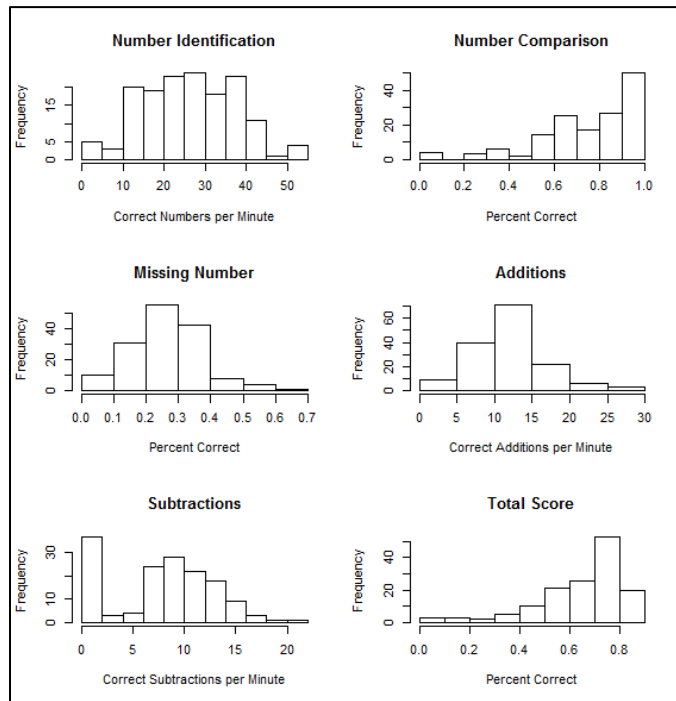 Number Identification
Frequency
5
15
0 10 20 30 40 50
Correct Numbers per Minute
Number Comparison
Frequency
0
20
40
0.0 0.2 0.4 0.6 0.8 1.0
Percent Correct
Missing Number
Frequency
0
20
40
0.0 0.1 0.2 0.3 0.4 0.5 0.6 0.7
Percent Correct
Additions
Frequency
0
20
40
60
0 5 10 15 20 25 30
Correct Additions per Minute
Subtractions
Frequency
0
10
30
0 5 10 15 20
Correct Subtractions per Minute
Total Score
Frequency
0
20
40
0.0 0.2 0.4 0.6 0.8
Percent Correct